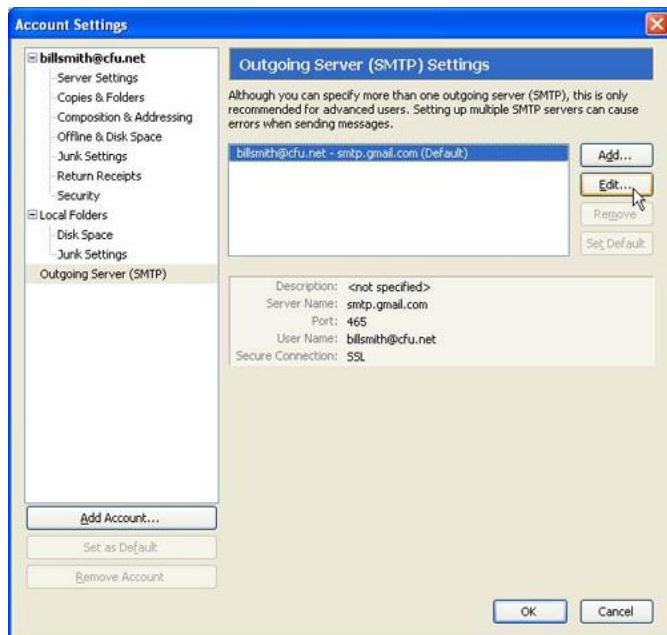 Account Settings
billsmith@cfu.net
Server Settings
Copies & Folders
Composition & Addressing
Offline & Disk Space
Junk Settings
Return Receipts
Security
Local Folders
Disk Space
Junk Settings
Outgoing Server (SMTP)
Add Account...
Set as Default
Remove Account
Outgoing Server (SMTP) Settings
Although you can specify more than one outgoing server (SMTP), this is only
recommended for advanced users. Setting up multiple SMTP servers can cause
errors when sending messages.
billsmith@cfu.net - smtp.gmail.com (Default)
Add...
Edit...
Remove
Set Default
Description: <not specified>
Server Name: smtp.gmail.com
Port: 465
User Name: billsmith@cfu.net
Secure Connection: SSL
OK
Cancel